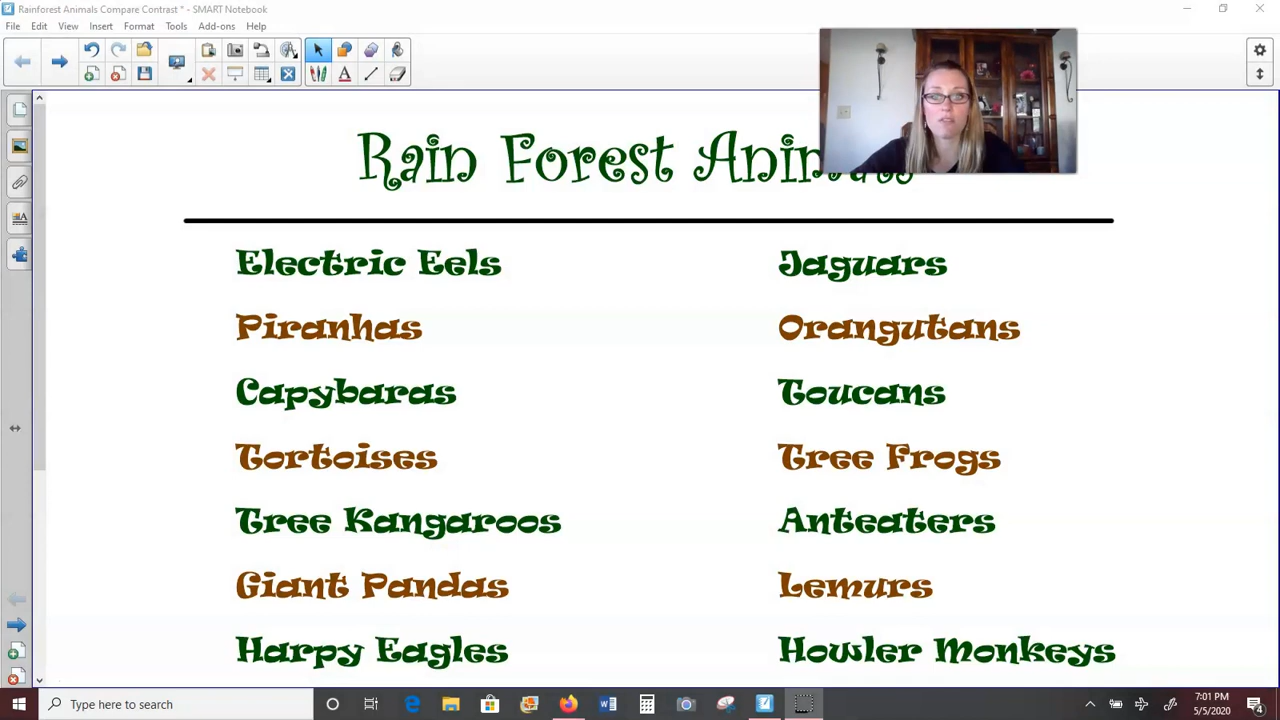 Rainforest Animals Compare Contrast * - SMART Notebook
File Edit View Insert Format Tools Add-ons Help
Rain Forest
Electric Eels
Jaguars
Piranhas
Orangutans
Capybaras
Toucans
Tortoises
Tree Frogs
Tree Kangaroos
Anteaters
Giant Pandas
Lemurs
Harpy Eagles
Howler Monkeys
Type here to search
7:01 PM
5/5/2020
4